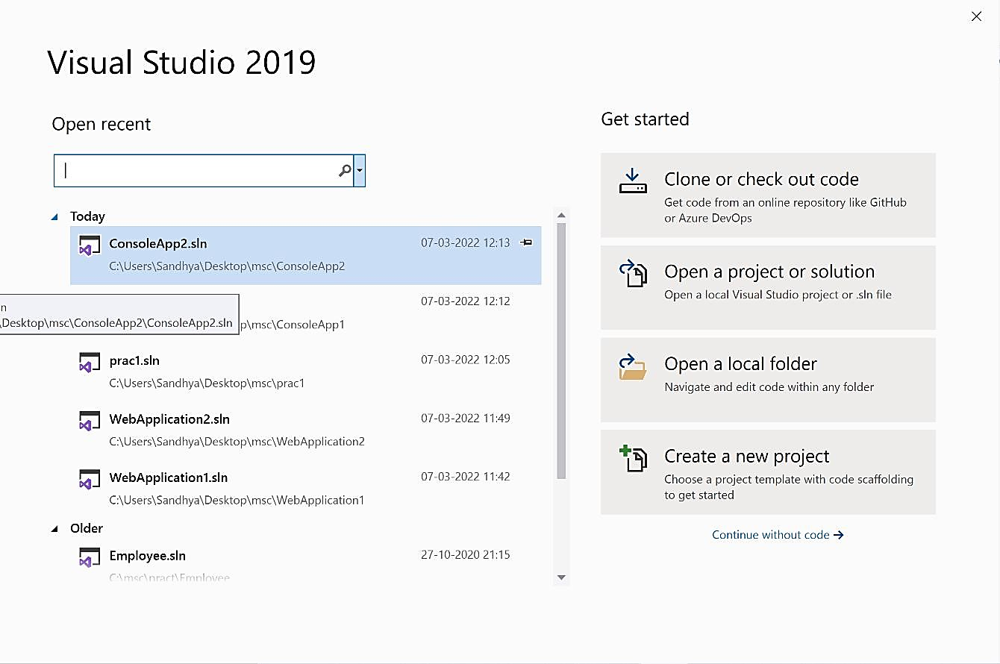 Visual Studio 2019
Open recent
Today
ConsoleApp2.sln 07-03-2022 12:13
C:\Users\Sandhya\Desktop\msc\ConsoleApp2
07-03-2022 12:12
n
\Desktop\msc\ConsoleApp2\ConsoleApp2.sln
p\msc\ConsoleApp1
prac1.sln 07-03-2022 12:05
C:\Users\Sandhya\Desktop\msc\prac1
WebApplication2.sln 07-03-2022 11:49
C:\Users\Sandhya\Desktop\msc\WebApplication2
WebApplication1.sln 07-03-2022 11:42
C:\Users\Sandhya\Desktop\msc\WebApplication1
Older
Employee.sln 27-10-2020 21:15
C:\msc\pract\Employee
Get started
Clone or check out code
Get code from an online repository like GitHub
or Azure DevOps
Open a project or solution
Open a local Visual Studio project or .sln file
Open a local folder
Navigate and edit code within any folder
Create a new project
Choose a project template with code scaffolding
to get started
Continue without code